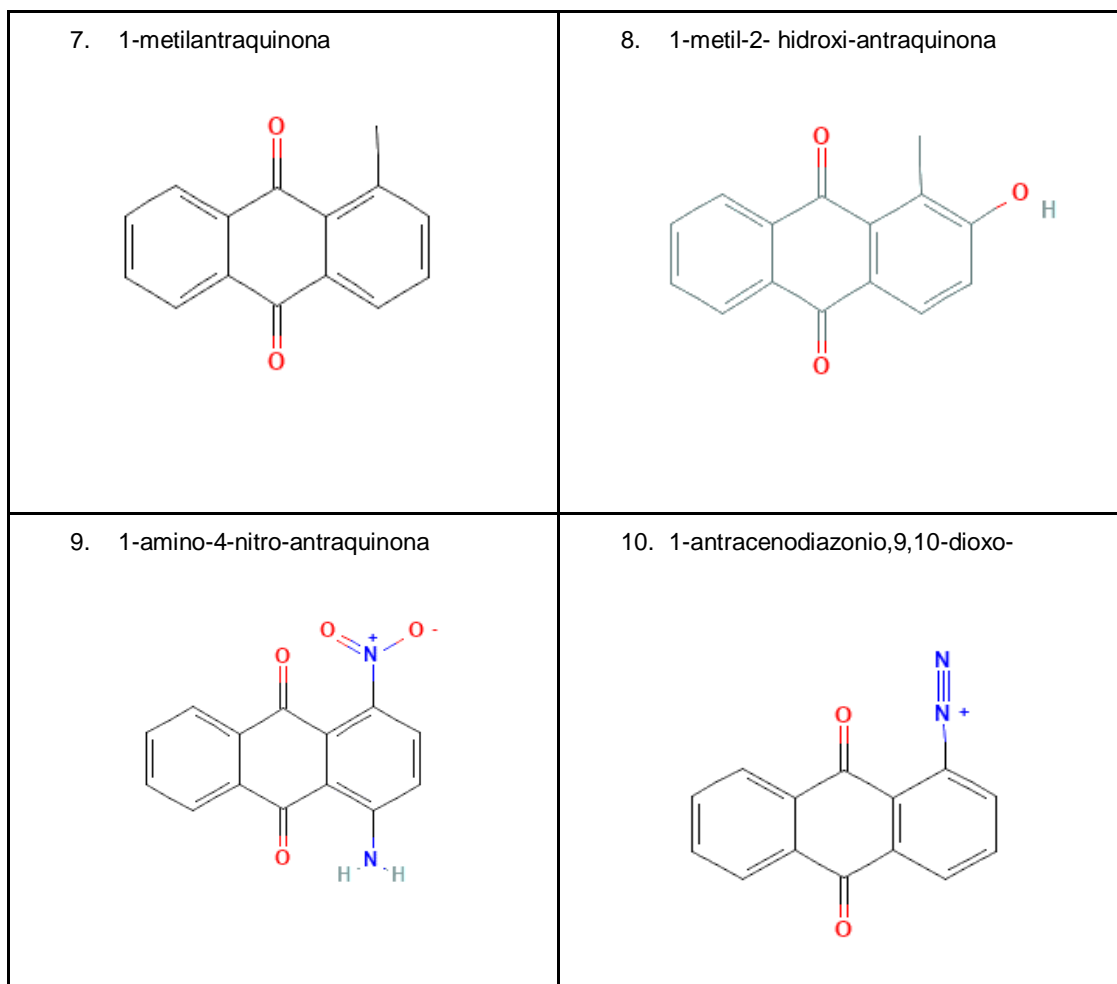 7. 1-metilantraquinona
O
O
8. 1-metil-2- hidroxi-antraquinona
O
O
H
O
9. 1-amino-4-nitro-antraquinona
O N + O -
O
O
H N H
10. 1-antracenodiazonio,9,10-dioxo-
N
O N +
O